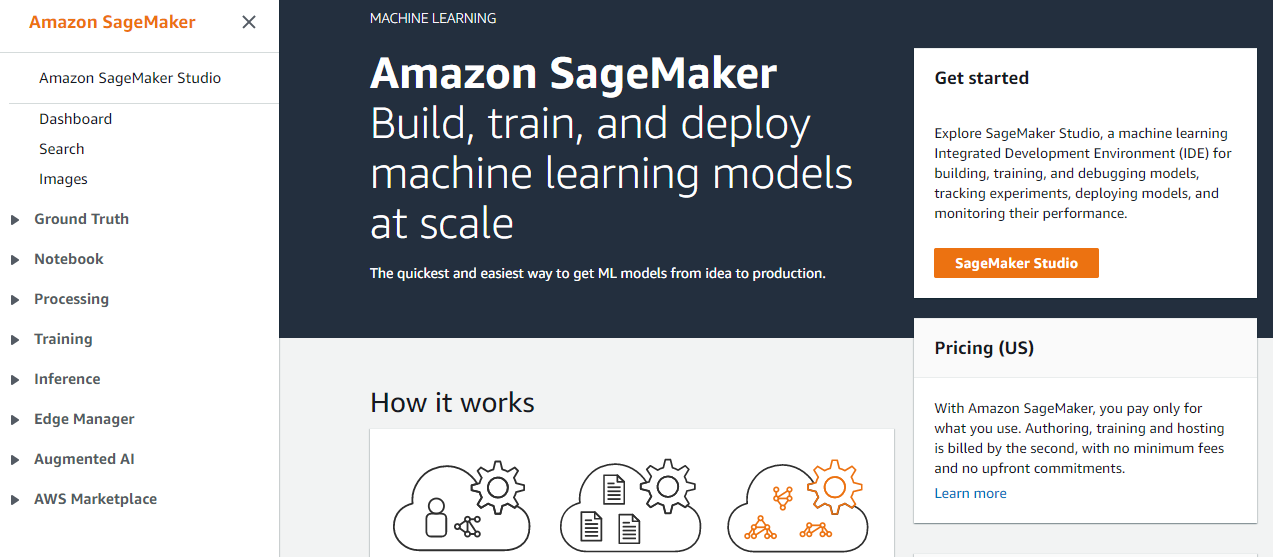 Amazon SageMaker
Amazon SageMaker Studio
Dashboard
Search
Images
Ground Truth
Notebook
Processing
Training
Inference
Edge Manager
Augmented AI
AWS Marketplace
MACHINE LEARNING
Amazon SageMaker
Build, train, and deploy
machine learning models
at scale
The quickest and easiest way to get ML models from idea to production.
How it works
Get started
Explore SageMaker Studio, a machine learning
Integrated Development Environment (IDE) for
building, training, and debugging models,
tracking experiments, deploying models, and
monitoring their performance.
SageMaker Studio
Pricing (US)
With Amazon SageMaker, you pay only for
what you use. Authoring, training and hosting
is billed by the second, with no minimum fees
and no upfront commitments.
Learn more